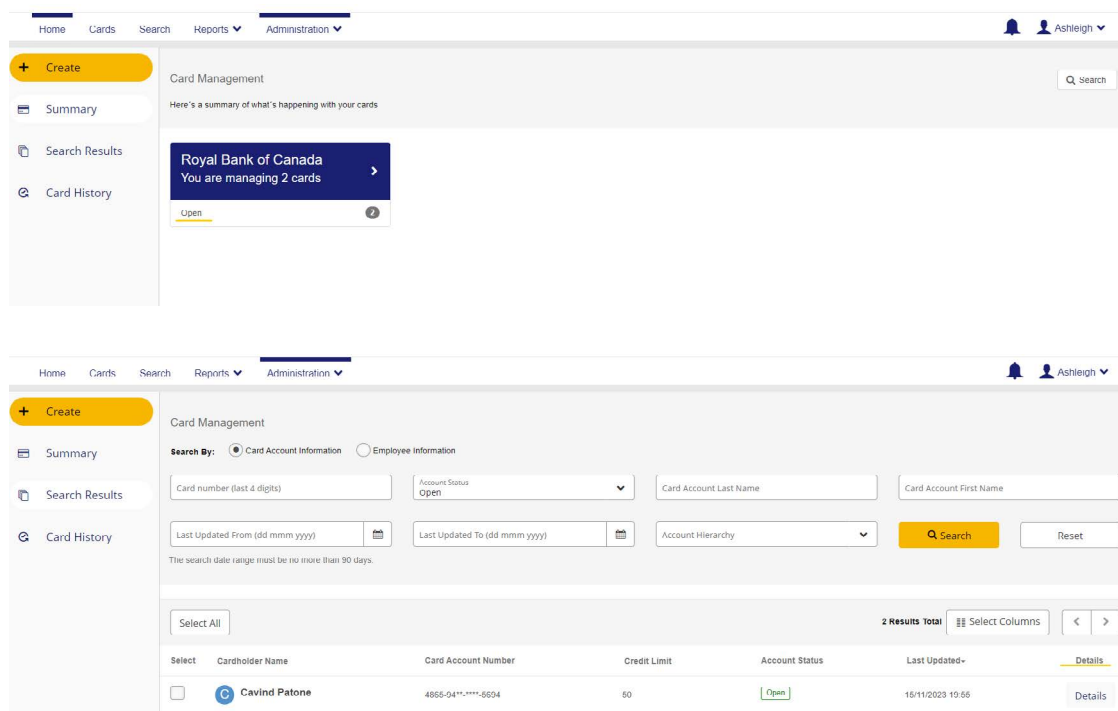 Home Cards Search Reports Administration Ashleigh
+ Create
Card Management
Search
Summary
Here's a summary of what's happening with your cards
Search Results
Royal Bank of Canada
You are managing 2 cards
Card History
Open 2
Home Cards Search Reports Administration Ashleigh
+ Create
Card Management
Summary
Search By: Card Account Information Employee Information
Search Results
Card number (last 4 digits) Account Status Open Card Account Last Name Card Account First Name
Card History
Last Updated From (dd mmm yyyy) Last Updated To (dd mmm yyyy) Account Hierarchy Search Reset
The search date range must be no more than 90 days.
Select All 2 Results Total Select Columns < >
Select Cardholder Name Card Account Number Credit Limit Account Status Last Updated Details
C Cavind Patone 4865-94**-****-5694 50 Open 15/11/2023 19:55 Details